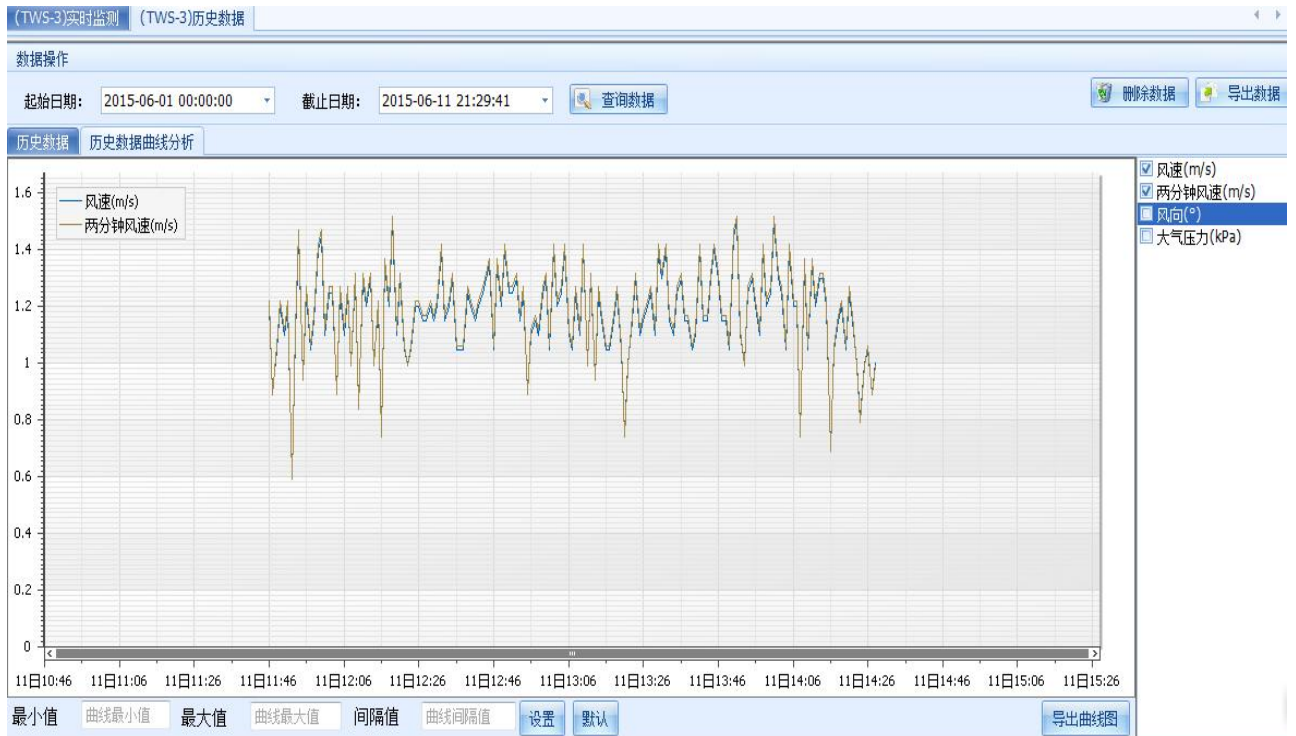 (TWS-3)实时监测 (TWS-3)历史数据
数据操作
起始日期: 2015-06-01 00:00:00 截止日期: 2015-06-11 21:29:41 查询数据 删除数据 导出数据
历史数据 历史数据曲线分析
风速(m/s)
两分钟风速(m/s)
1.6
1.4
1.2
1
0.8
0.6
0.4
0.2
0
11日10:46 11日11:06 11日11:26 11日11:46 11日12:06 11日12:26 11日12:46 11日13:06 11日13:26 11日13:46 11日14:06 11日14:26 11日14:46 11日15:06 11日15:26
风速(m/s)
两分钟风速(m/s)
风向(°)
大气压力(kPa)
最小值 曲线最小值 最大值 曲线最大值 间隔值 曲线间隔值 设置 默认 导出曲线图